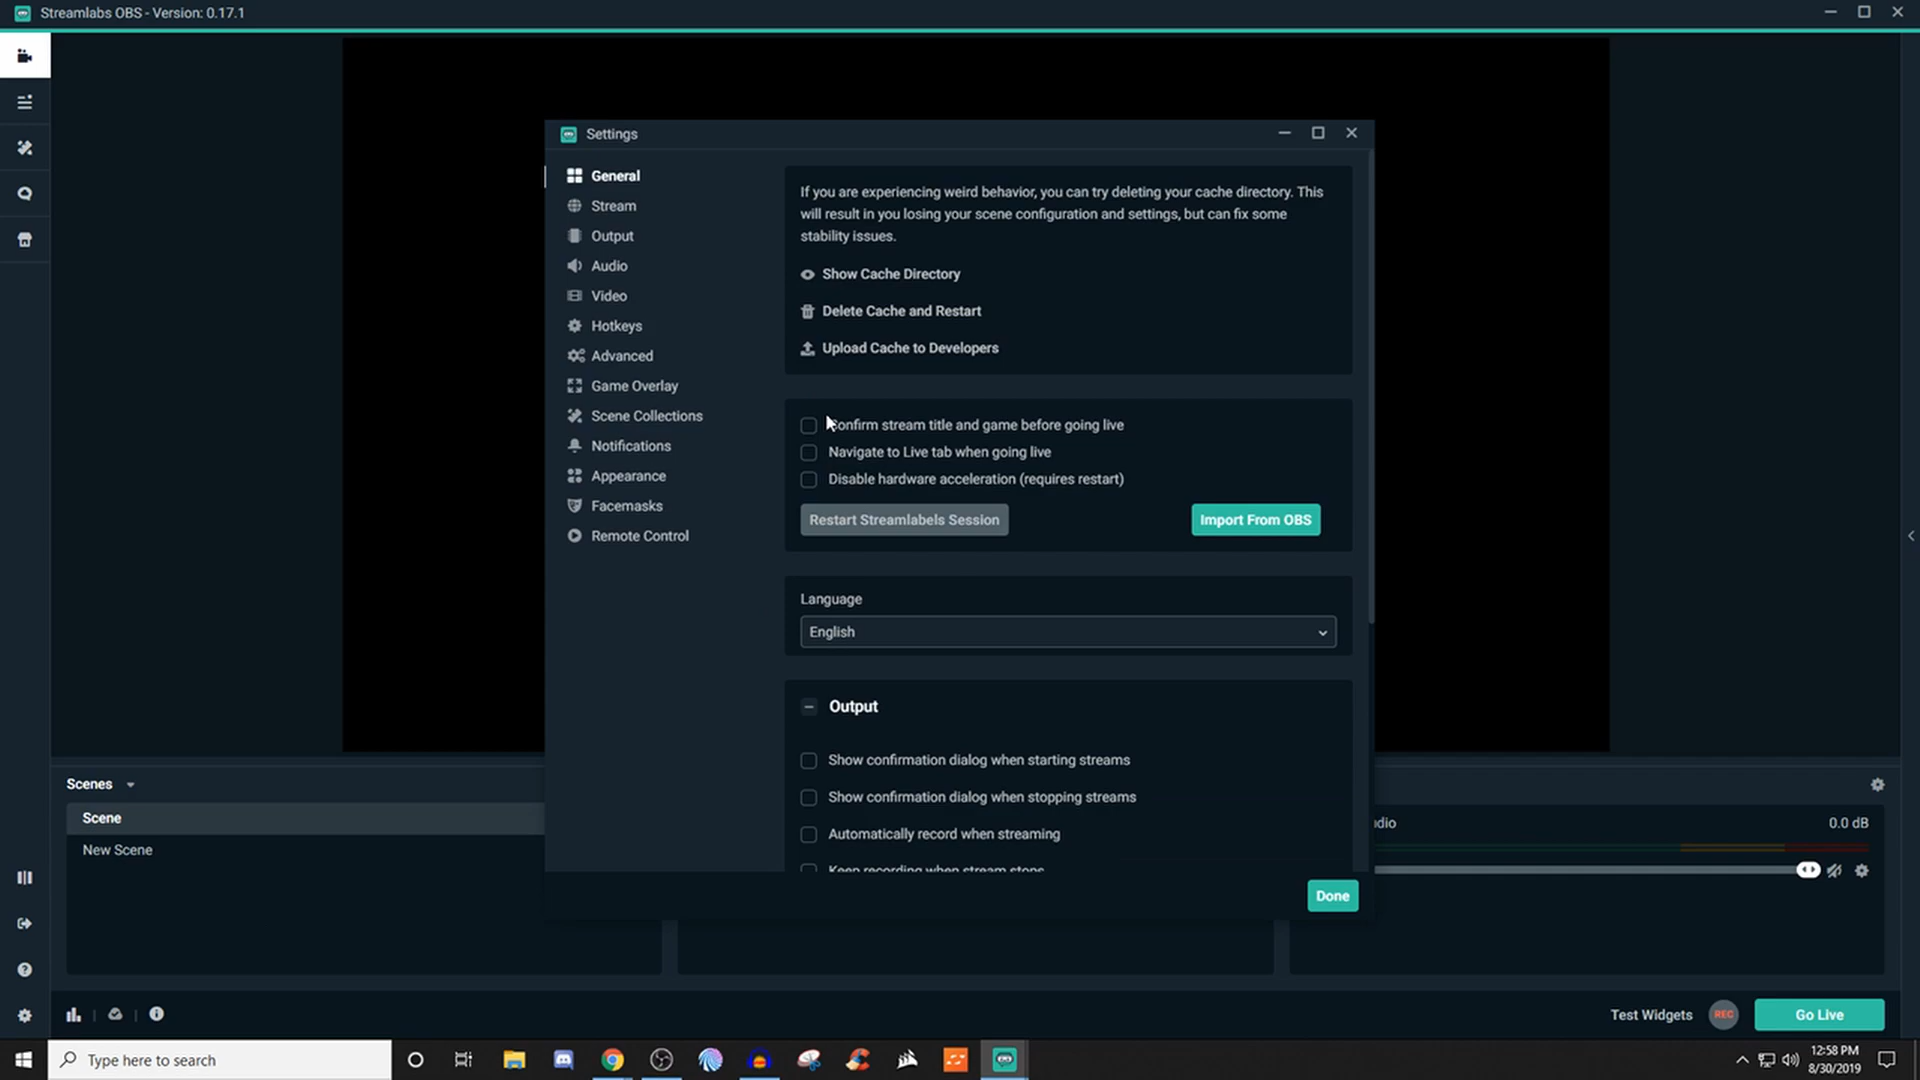 Streamlabs OBS - Version: 0.17.1
Settings
General
Stream
Output
Audio
Video
Hotkeys
Advanced
Game Overlay
Scene Collections
Notifications
Appearance
Facemasks
Remote Control
If you are experiencing weird behavior, you can try deleting your cache directory. This
will result in you losing your scene configuration and settings, but can fix some
stability issues.
Show Cache Directory
Delete Cache and Restart
Upload Cache to Developers
Confirm stream title and game before going live
Navigate to Live tab when going live
Disable hardware acceleration (requires restart)
Restart Streamlabels Session
Import From OBS
Language
English
Output
Show confirmation dialog when starting streams
Show confirmation dialog when stopping streams
Automatically record when streaming
Keep recording when stream stops
Done
Scenes
Scene
New Scene
dio
0.0 dB
Test Widgets
REC
Go Live
Type here to search
12:58 PM
8/30/2019